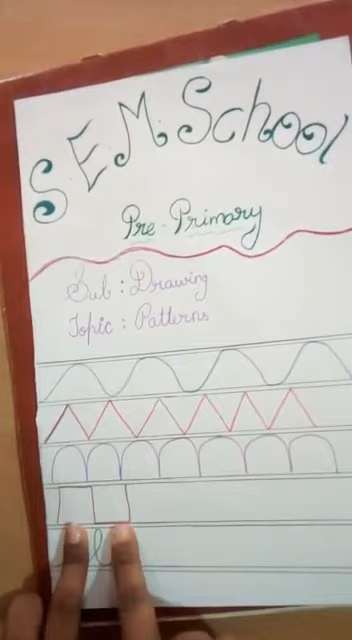 S.E.M. School
Pre-Primary
Sub : Drawing
Topic : Patterns